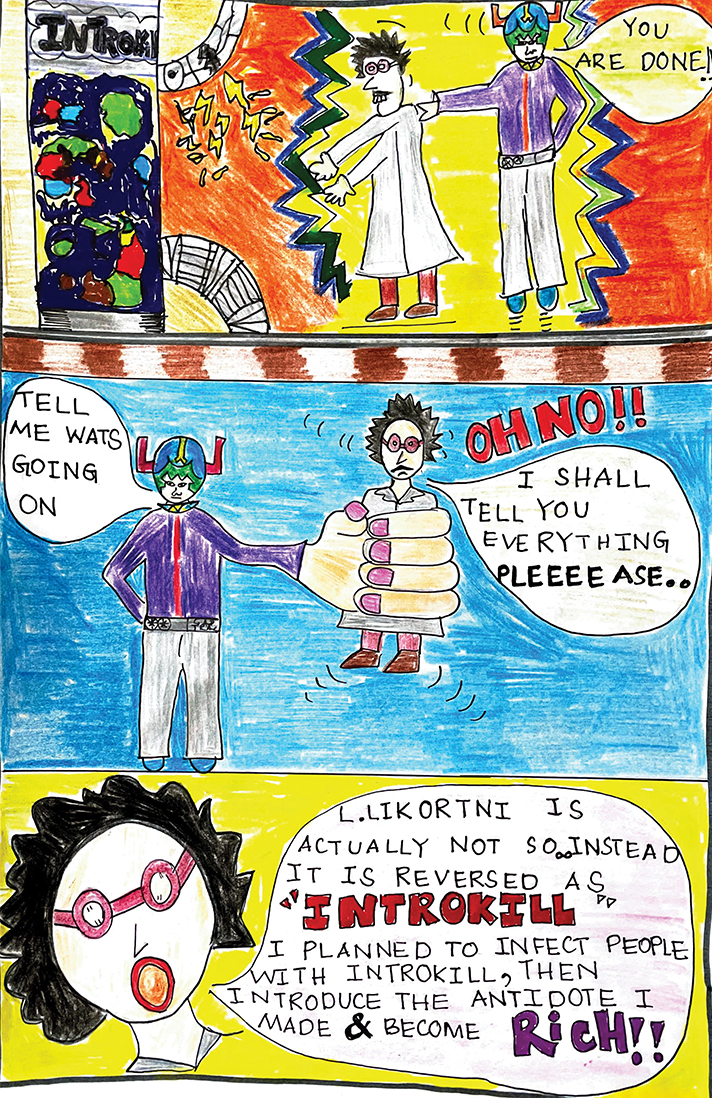 INTROKI
YOU
ARE DONE!!
TELL
ME WATS
GOING
ON
OH NO!!
I SHALL
TELL YOU
EVERYTHING
PLEEEE ASE..
L.LIKORTNI IS
ACTUALLY NOT SO..INSTEAD
IT IS REVERSED AS
"INTROKILL"
I PLANNED TO INFECT PEOPLE
WITH INTROKILL, THEN
INTRODUCE THE ANTIDOTE I
MADE & BECOME RiCH!!